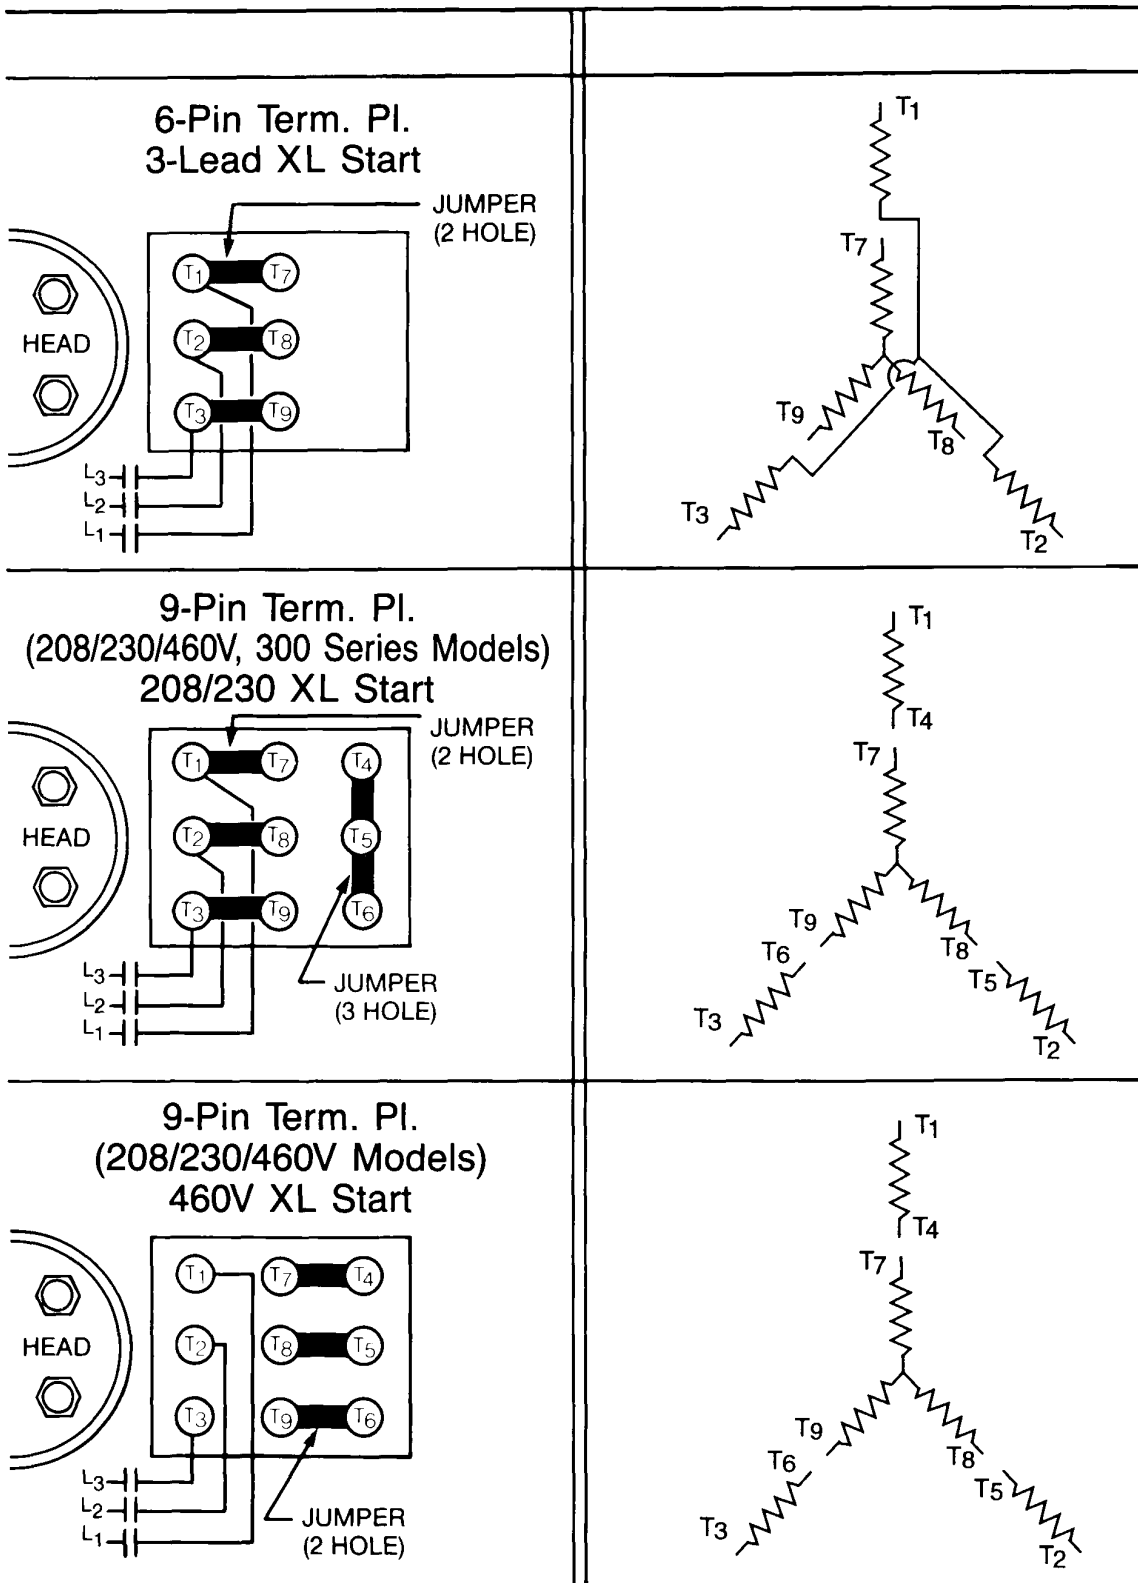 6-Pin Term. Pl.
3-Lead XL Start
JUMPER
(2 HOLE)
T1 T7
T2 T8
T3 T9
HEAD
L3
L2
L1
T1
T7
T9
T8
T3
T2
9-Pin Term. Pl.
(208/230/460V, 300 Series Models)
208/230 XL Start
JUMPER
(2 HOLE)
T1 T7 T4
T2 T8 T5
T3 T9 T6
HEAD
L3
L2
L1
JUMPER
(3 HOLE)
T1
T4
T7
T9
T8
T6
T5
T3
T2
9-Pin Term. Pl.
(208/230/460V Models)
460V XL Start
T1 T7 T4
T2 T8 T5
T3 T9 T6
HEAD
L3
L2
L1
JUMPER
(2 HOLE)
T1
T4
T7
T9
T8
T6
T5
T3
T2